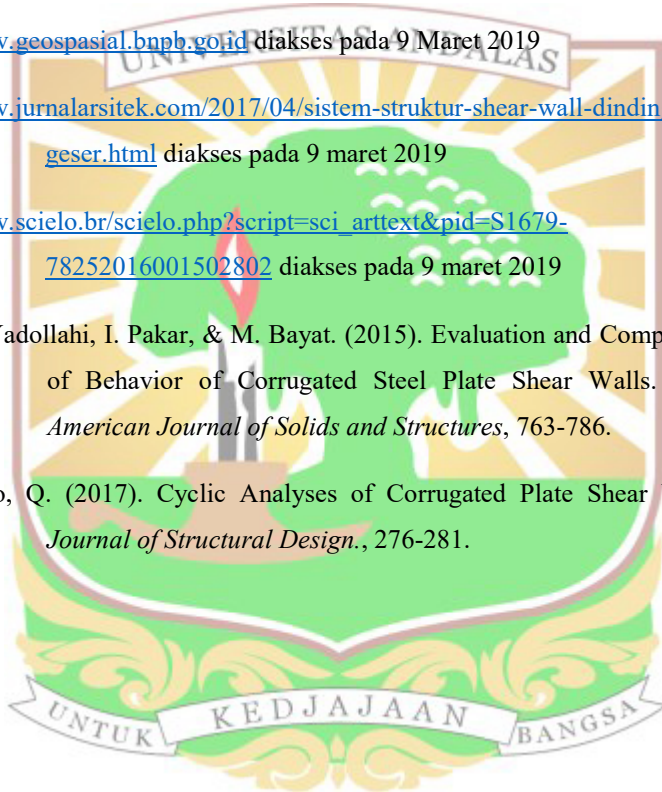 .geospasial.bnpb.go.id diakses pada 9 Maret 2019
UNIVERSITAS ANDALAS
.jurnalarsitek.com/2017/04/sistem-struktur-shear-wall-dindin
geser.html diakses pada 9 maret 2019
.scielo.br/scielo.php?script=sci_arttext&pid=S1679-
78252016001502802 diakses pada 9 maret 2019
Yadollahi, I. Pakar, & M. Bayat. (2015). Evaluation and Comp
of Behavior of Corrugated Steel Plate Shear Walls.
American Journal of Solids and Structures, 763-786.
o, Q. (2017). Cyclic Analyses of Corrugated Plate Shear
Journal of Structural Design., 276-281.
UNTUK KEDJAJAAN BANGSA